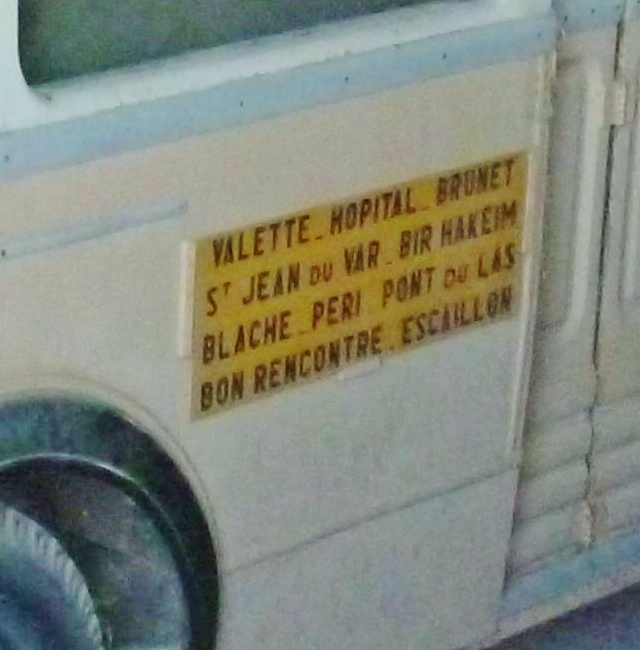 VALETTE_HOPITAL_BRUNET
ST JEAN DU VAR_BIR HAKEIM
BLACHE_PERI PONT DU LAS
BON RENCONTRE_ESCAILLON